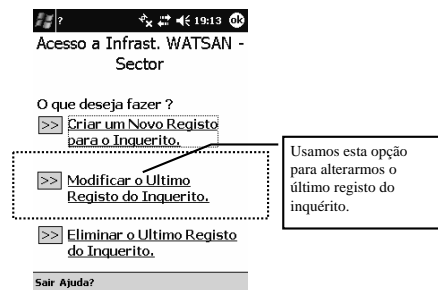 ? 19:13 ok
Acesso a Infrast. WATSAN -
Sector
O que deseja fazer ?
>> Criar um Novo Registo
para o Inquerito.
>> Modificar o Ultimo
Registo do Inquerito.
>> Eliminar o Ultimo Registo
do Inquerito.
Sair Ajuda?
Usamos esta opção
para alterarmos o
último registo do
inquérito.